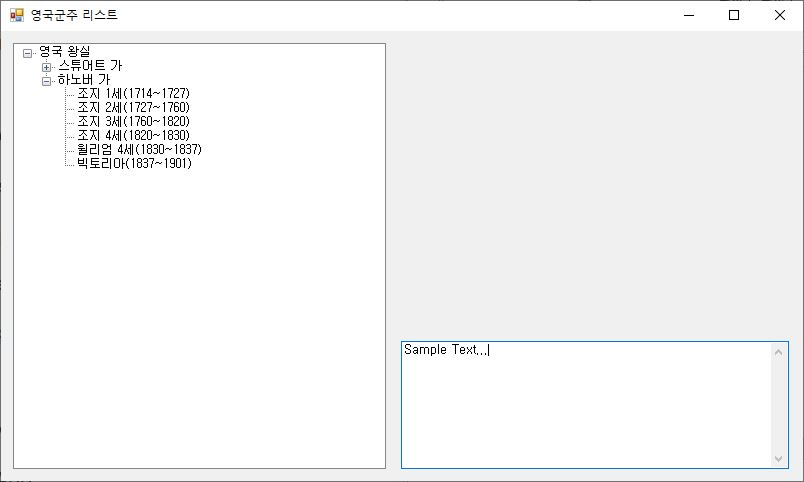 영국군주 리스트
영국 왕실
스튜어트 가
하노버 가
조지 1세(1714~1727)
조지 2세(1727~1760)
조지 3세(1760~1820)
조지 4세(1820~1830)
윌리엄 4세(1830~1837)
빅토리아(1837~1901)
Sample Text...